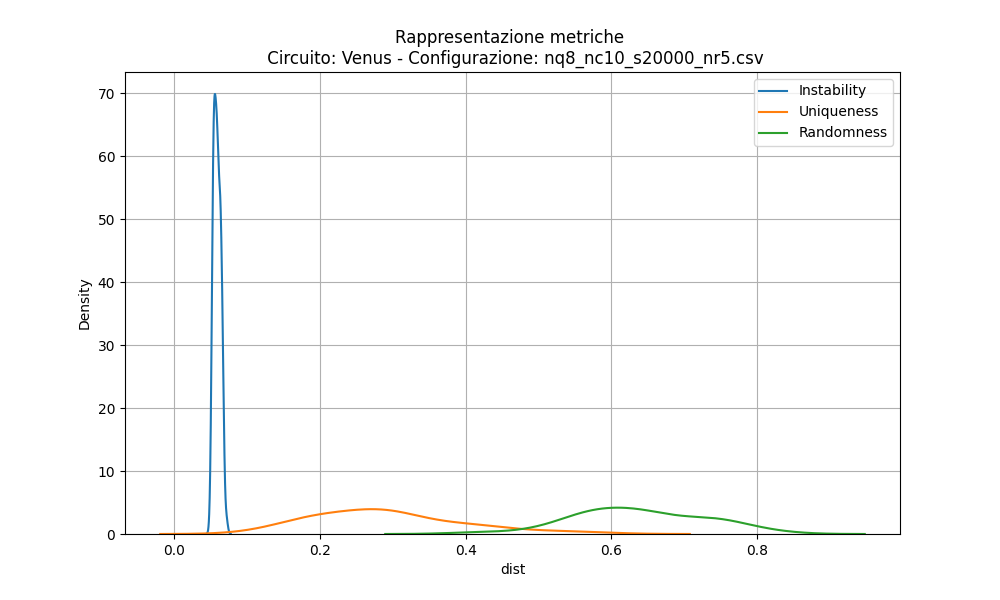 Rappresentazione metriche
Circuito: Venus - Configurazione: nq8_nc10_s20000_nr5.csv
Instability
Uniqueness
Randomness
Density
70
60
50
40
30
20
10
0
0.0 0.2 0.4 0.6 0.8
dist